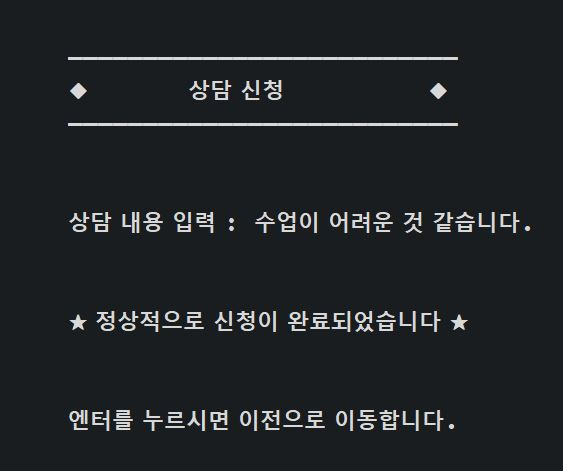 ◆ 상담 신청 ◆
상담 내용 입력 : 수업이 어려운 것 같습니다.
★ 정상적으로 신청이 완료되었습니다 ★
엔터를 누르시면 이전으로 이동합니다.